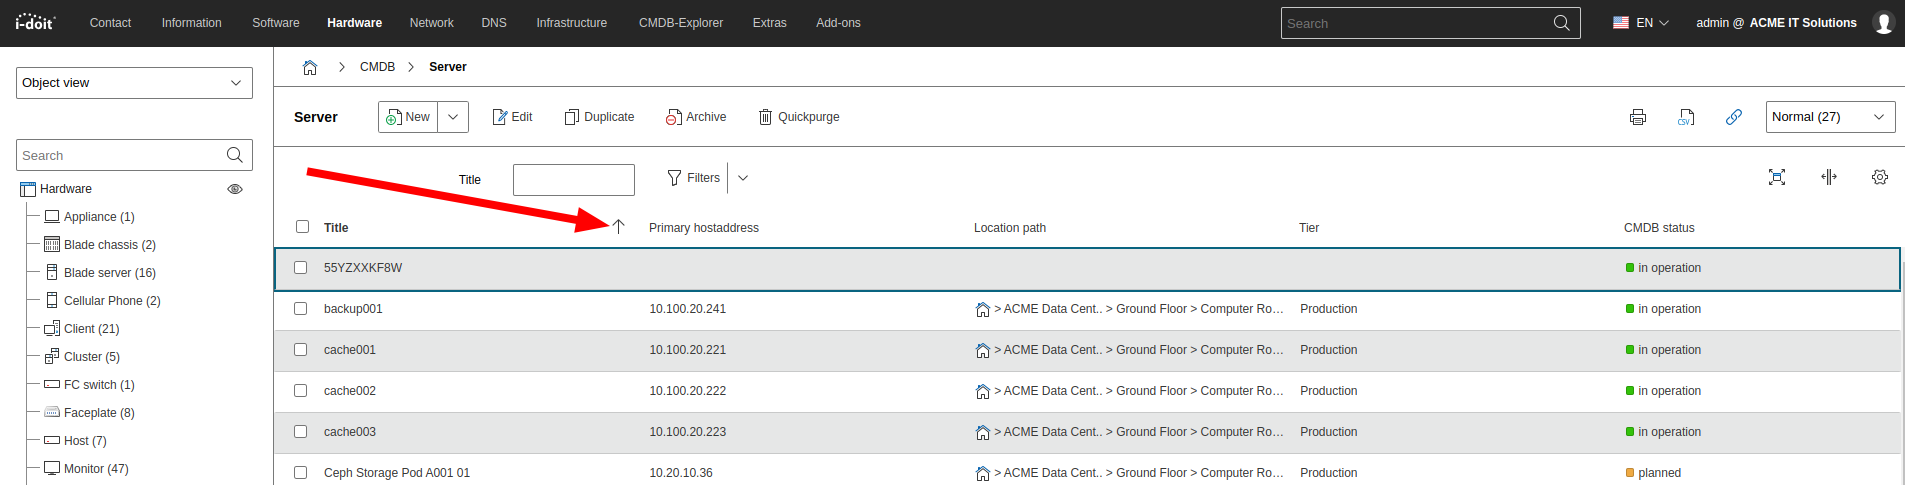 i-doit Contact Information Software Hardware Network DNS Infrastructure CMDB-Explorer Extras Add-ons Search EN admin @ ACME IT Solutions
Object view
CMDB Server
Server New Edit Duplicate Archive CSV Quickpurge Normal (27)
Search
Title Filters
Hardware
Appliance (1)
Blade chassis (2)
Blade server (16)
Cellular Phone (2)
Client (21)
Cluster (5)
FC switch (1)
Faceplate (8)
Host (7)
Monitor (47)
Title Primary hostaddress Location path Tier CMDB status
55YZXXKF8W in operation
backup001 10.100.20.241 > ACME Data Cent.. > Ground Floor > Computer Ro... Production in operation
cache001 10.100.20.221 > ACME Data Cent.. > Ground Floor > Computer Ro... Production in operation
cache002 10.100.20.222 > ACME Data Cent.. > Ground Floor > Computer Ro... Production in operation
cache003 10.100.20.223 > ACME Data Cent.. > Ground Floor > Computer Ro... Production in operation
Ceph Storage Pod A001 01 10.20.10.36 > ACME Data Cent.. > Ground Floor > Computer Ro... Production planned